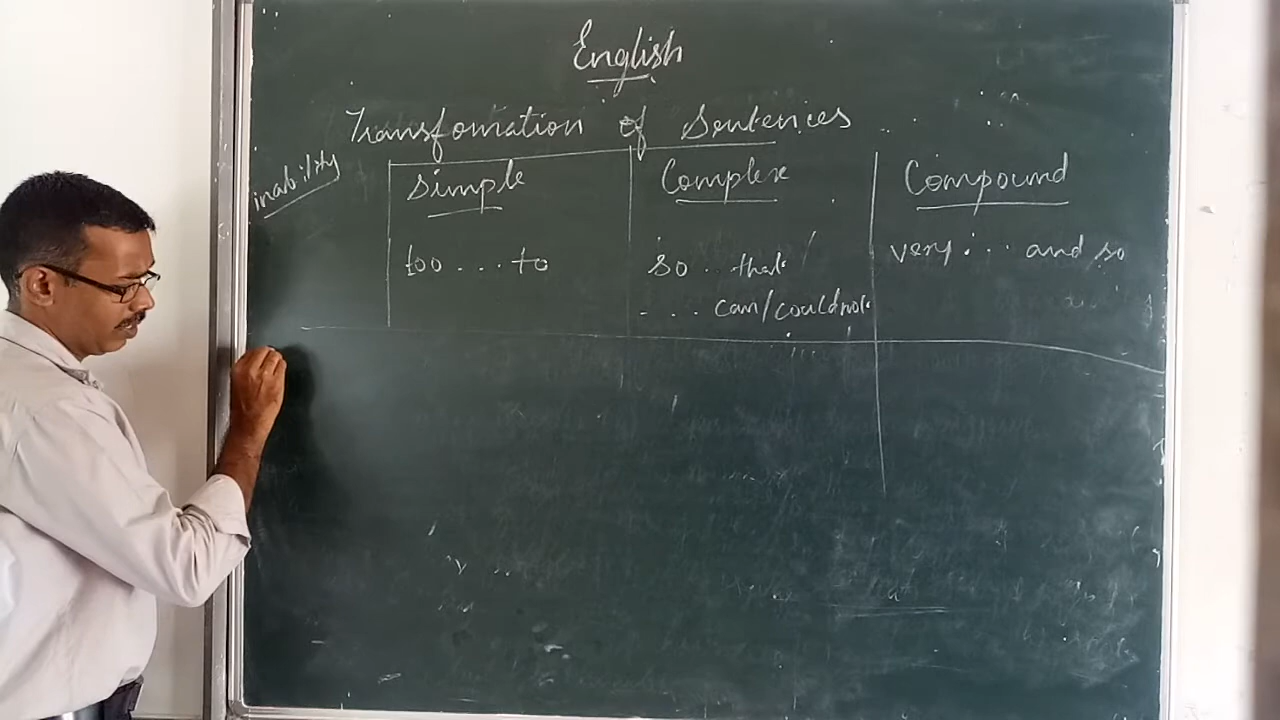 English
Transfomation of Sentences
inability
Simple
Complex
Compound
too ... to
so .. that
... can/couldnot
very ... and so